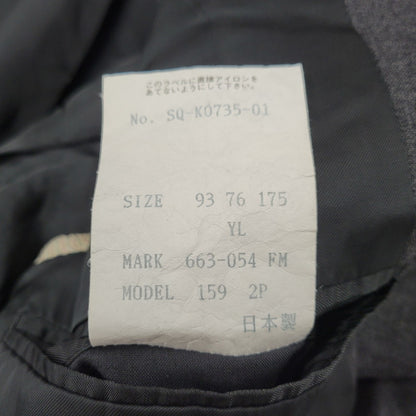 このラベルに直接アイロンを
あてないようにして下さい。
No. SQ-K0735-01
SIZE 93 76 175
YL
MARK 663-054 FM
MODEL 159 2P
日本製